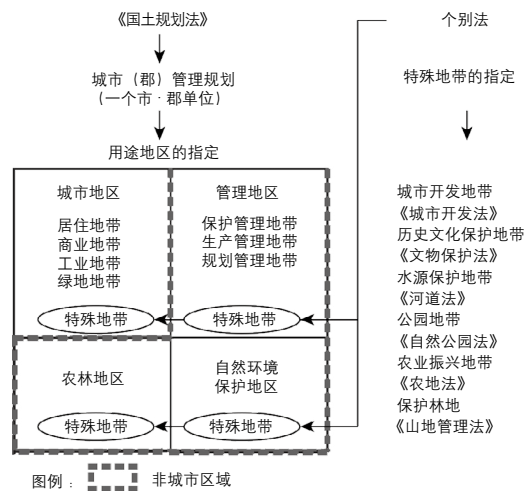 《国土规划法》
城市（郡）管理规划
(一个市·郡单位)
用途地区的指定
城市地区
居住地带
商业地带
工业地带
绿地地带
特殊地带
管理地区
保护管理地带
生产管理地带
规划管理地带
特殊地带
农林地区
特殊地带
自然环境
保护地区
特殊地带
图例：
非城市区域
个别法
特殊地带的指定
城市开发地带
《城市开发法》
历史文化保护地带
《文物保护法》
水源保护地带
《河道法》
公园地带
《自然公园法》
农业振兴地带
《农地法》
保护林地
《山地管理法》